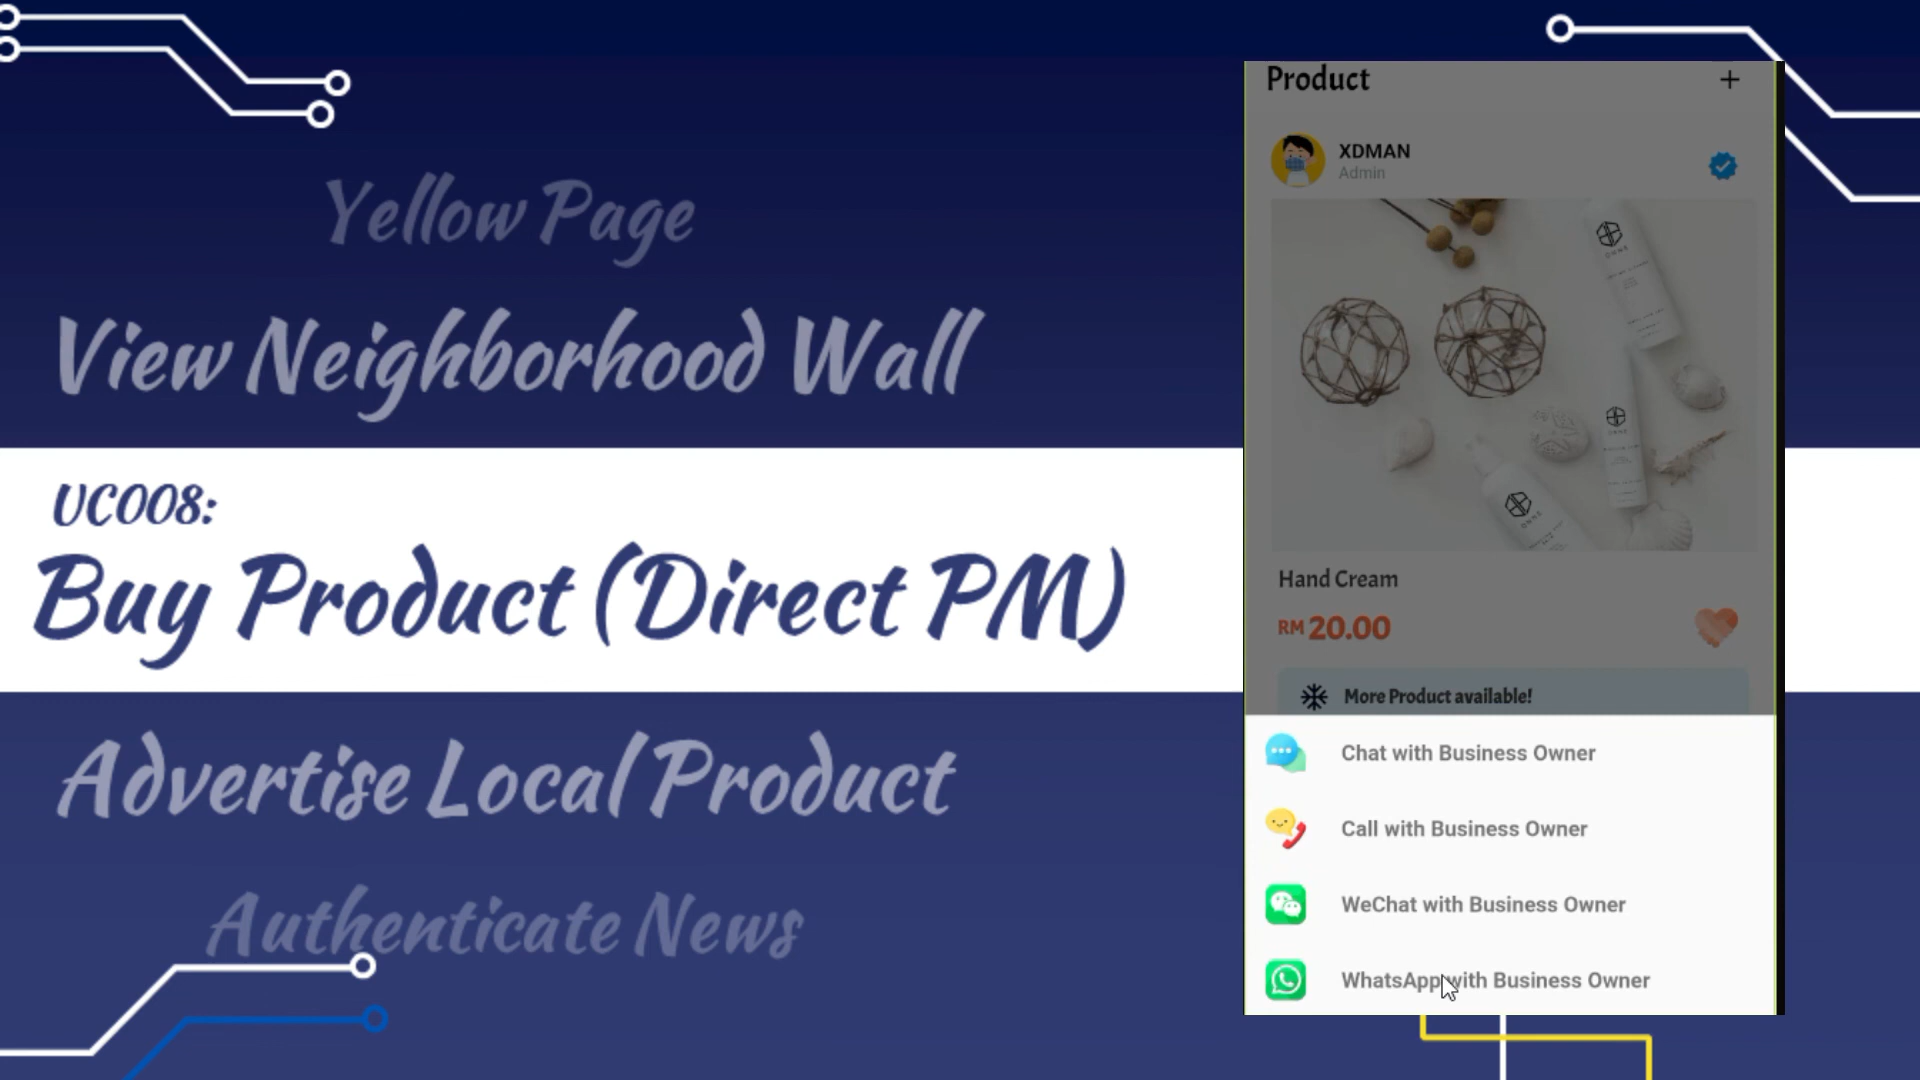 Yellow Page
View Neighborhood Wall
UC008:
Buy Product (Direct PM)
Advertise Local Product
Authenticate News
Product
XDMAN
Admin
Hand Cream
RM 20.00
More Product available!
Chat with Business Owner
Call with Business Owner
WeChat with Business Owner
WhatsApp with Business Owner